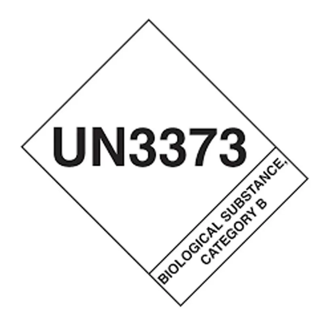 UN3373
BIOLOGICAL SUBSTANCE,
CATEGORY B